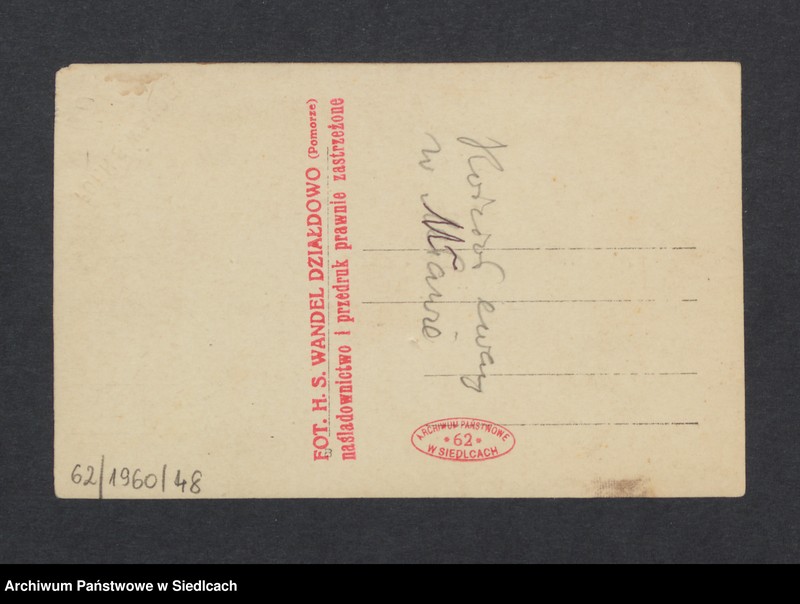 FOT. H. S. WANDEL DZIAŁDOWO (Pomorze)
naśladownictwo i przedruk prawnie zastrzeżone
Kościoł ewang
w Mławie
ARCHIWUM PAŃSTWOWE
* 62 *
W SIEDLCACH
62/1960/48
Archiwum Państwowe w Siedlcach